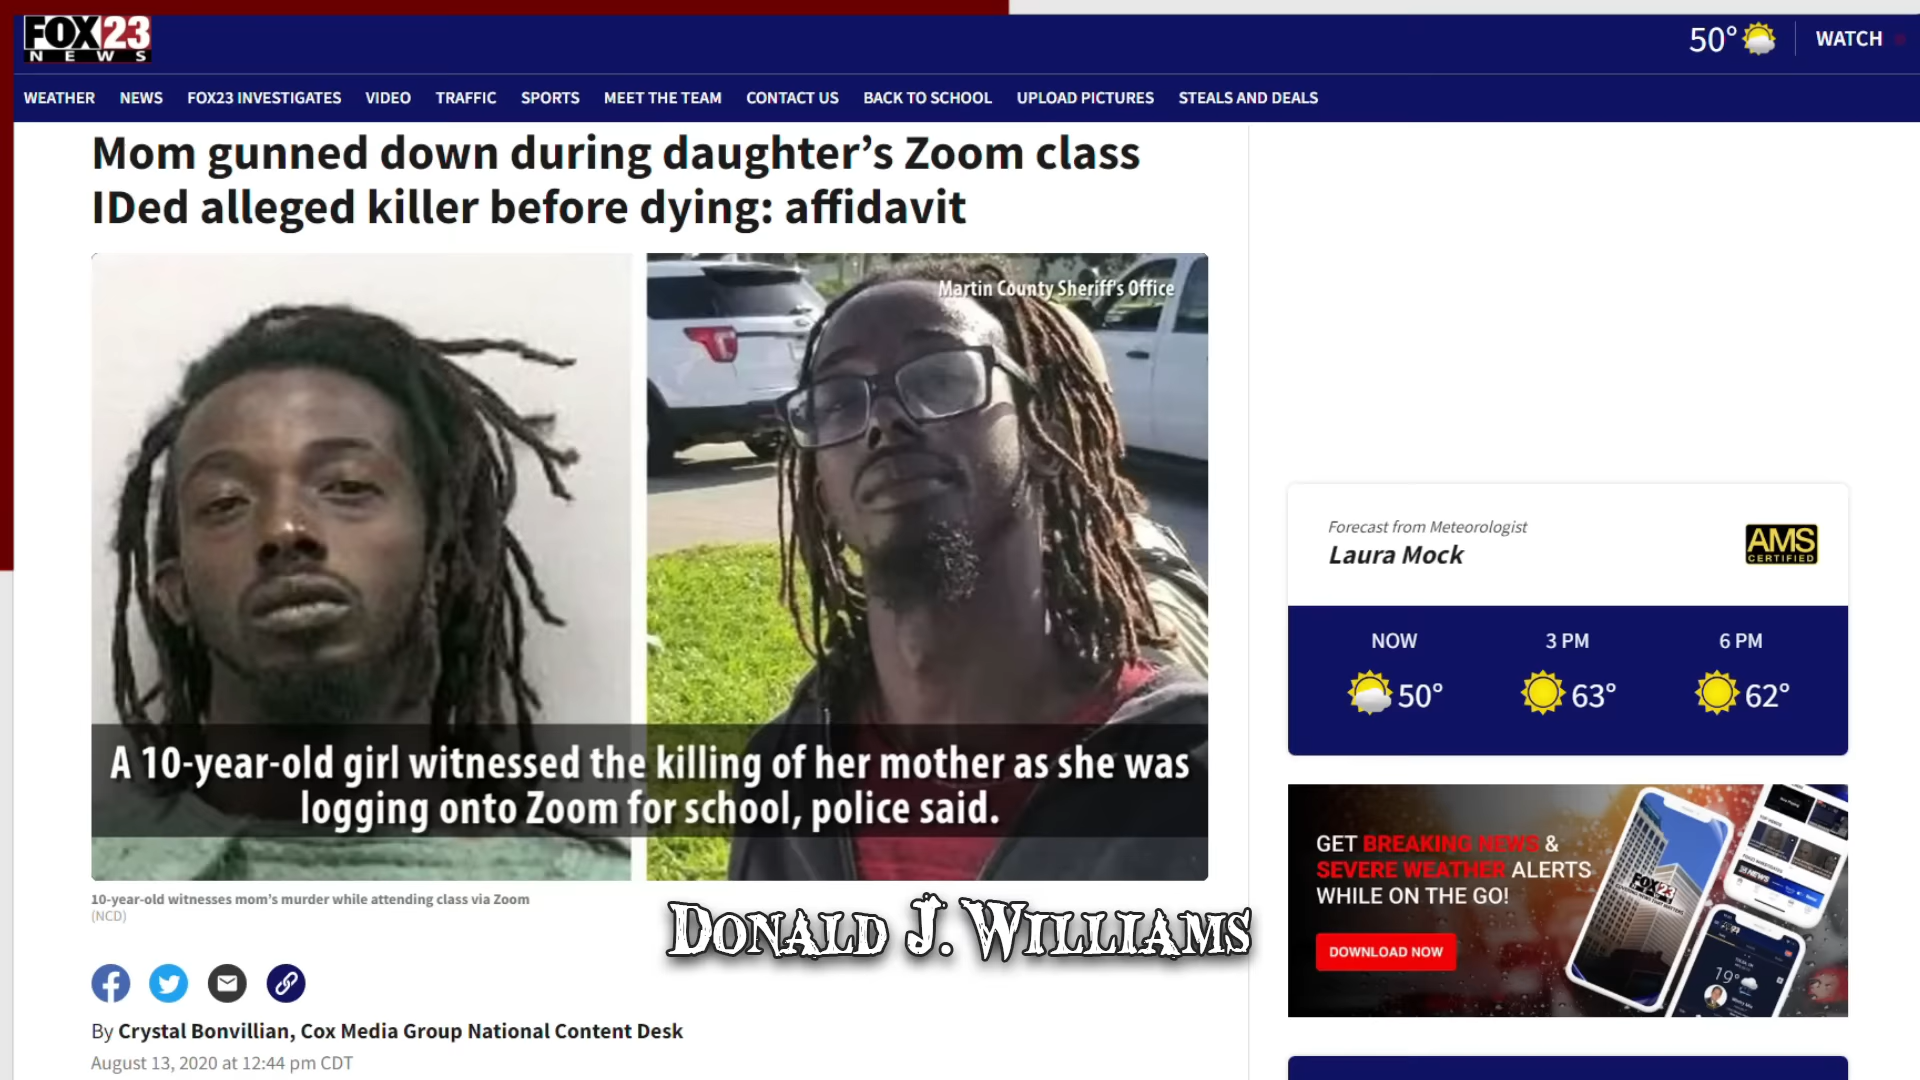 FOX23
NEWS
50°
WATCH
WEATHER NEWS FOX23 INVESTIGATES VIDEO TRAFFIC SPORTS MEET THE TEAM CONTACT US BACK TO SCHOOL UPLOAD PICTURES STEALS AND DEALS
Mom gunned down during daughter's Zoom class
IDed alleged killer before dying: affidavit
Martin County Sheriff's Office
A 10-year-old girl witnessed the killing of her mother as she was
logging onto Zoom for school, police said.
10-year-old witnesses mom's murder while attending class via Zoom
(NCD)
Donald J. Williams
By Crystal Bonvillian, Cox Media Group National Content Desk
August 13, 2020 at 12:44 pm CDT
Forecast from Meteorologist
Laura Mock
AMS
CERTIFIED
NOW 3 PM 6 PM
50° 63° 62°
GET BREAKING NEWS &
SEVERE WEATHER ALERTS
WHILE ON THE GO!
DOWNLOAD NOW
FOX23
19°